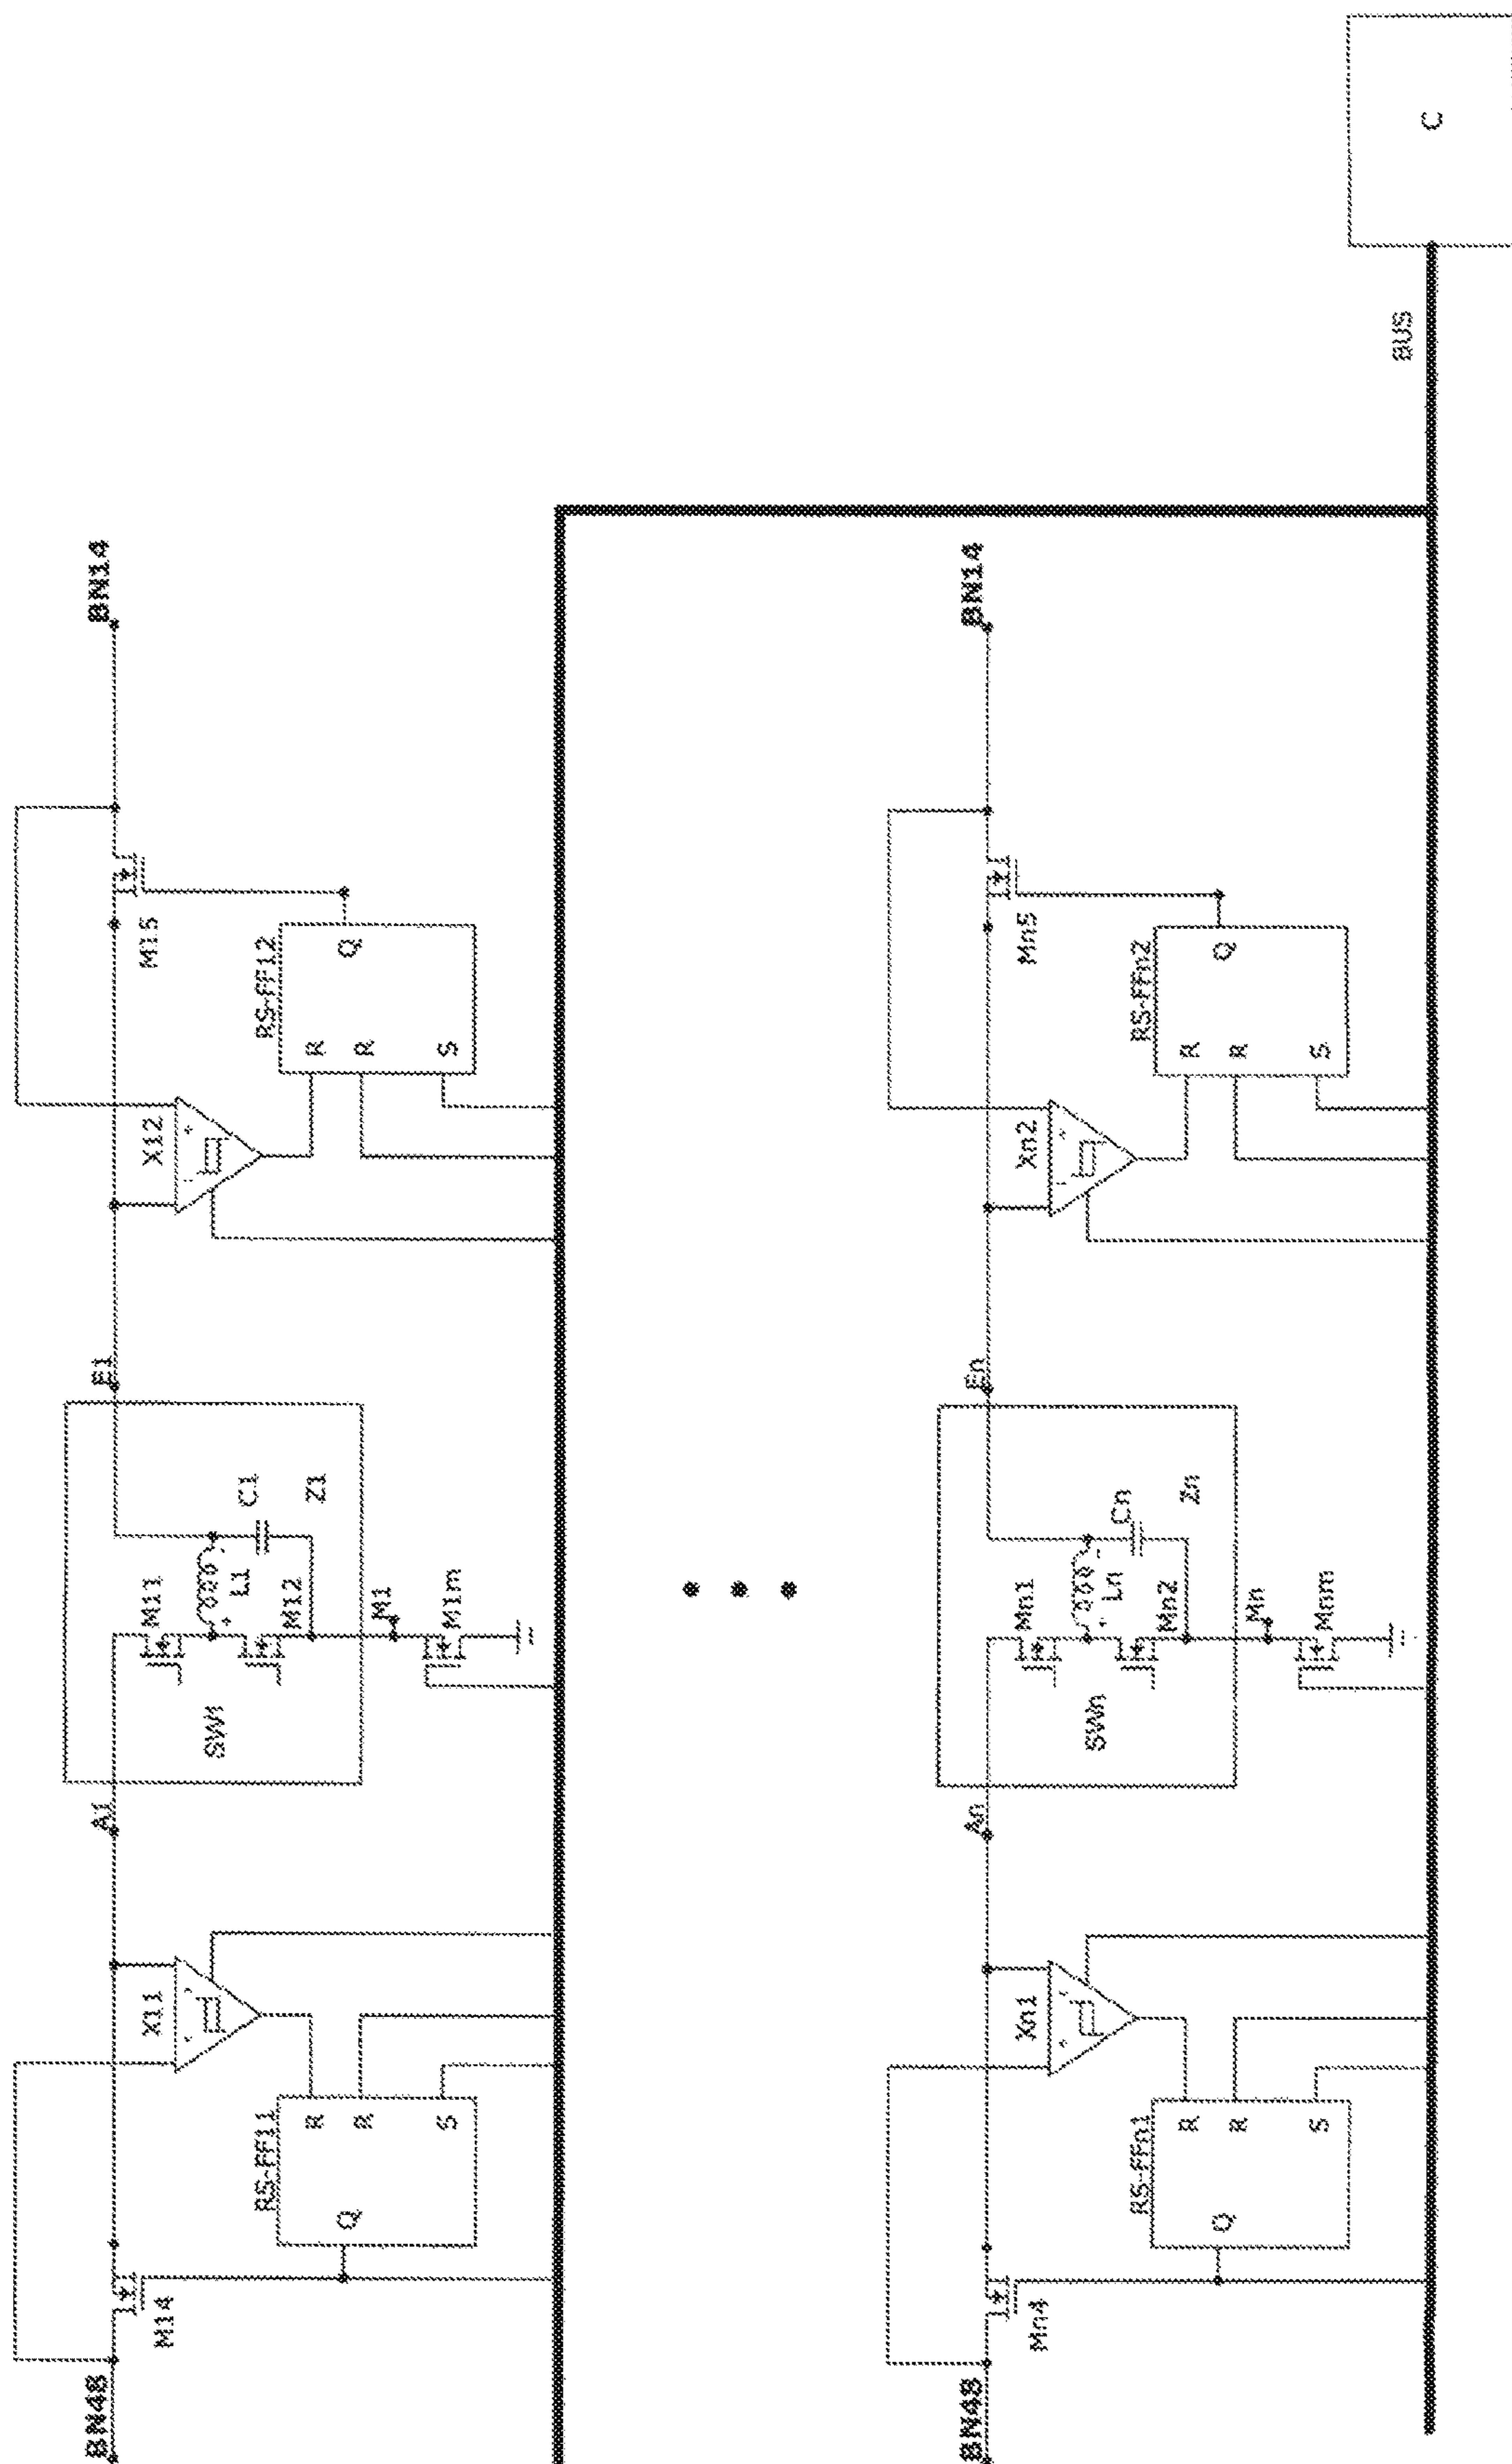 BN48
M14
Q
RS-FF11
R
R
S
X11
+
-
A1
SW1
M11
L1
+
-
M12
C1
Z1
M1
M1m
E1
X12
-
+
RS-FF12
R
R
S
Q
M15
BN14
BN48
Mn4
Q
RS-FFn1
R
R
S
Xn1
+
-
An
SWn
Mn1
Ln
+
-
Mn2
Cn
Zn
Mn
Mnm
En
Xn2
-
+
RS-FFn2
R
R
S
Q
Mn5
BN14
BUS
C